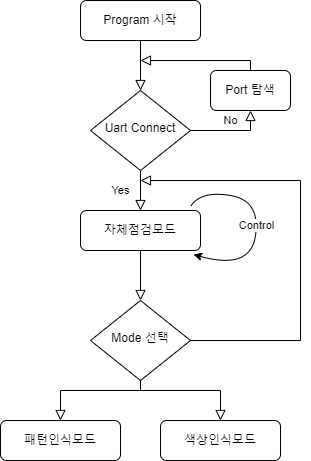 Program 시작
Port 탐색
Uart Connect
No
Yes
자체점검모드
Control
Mode 선택
패턴인식모드
색상인식모드